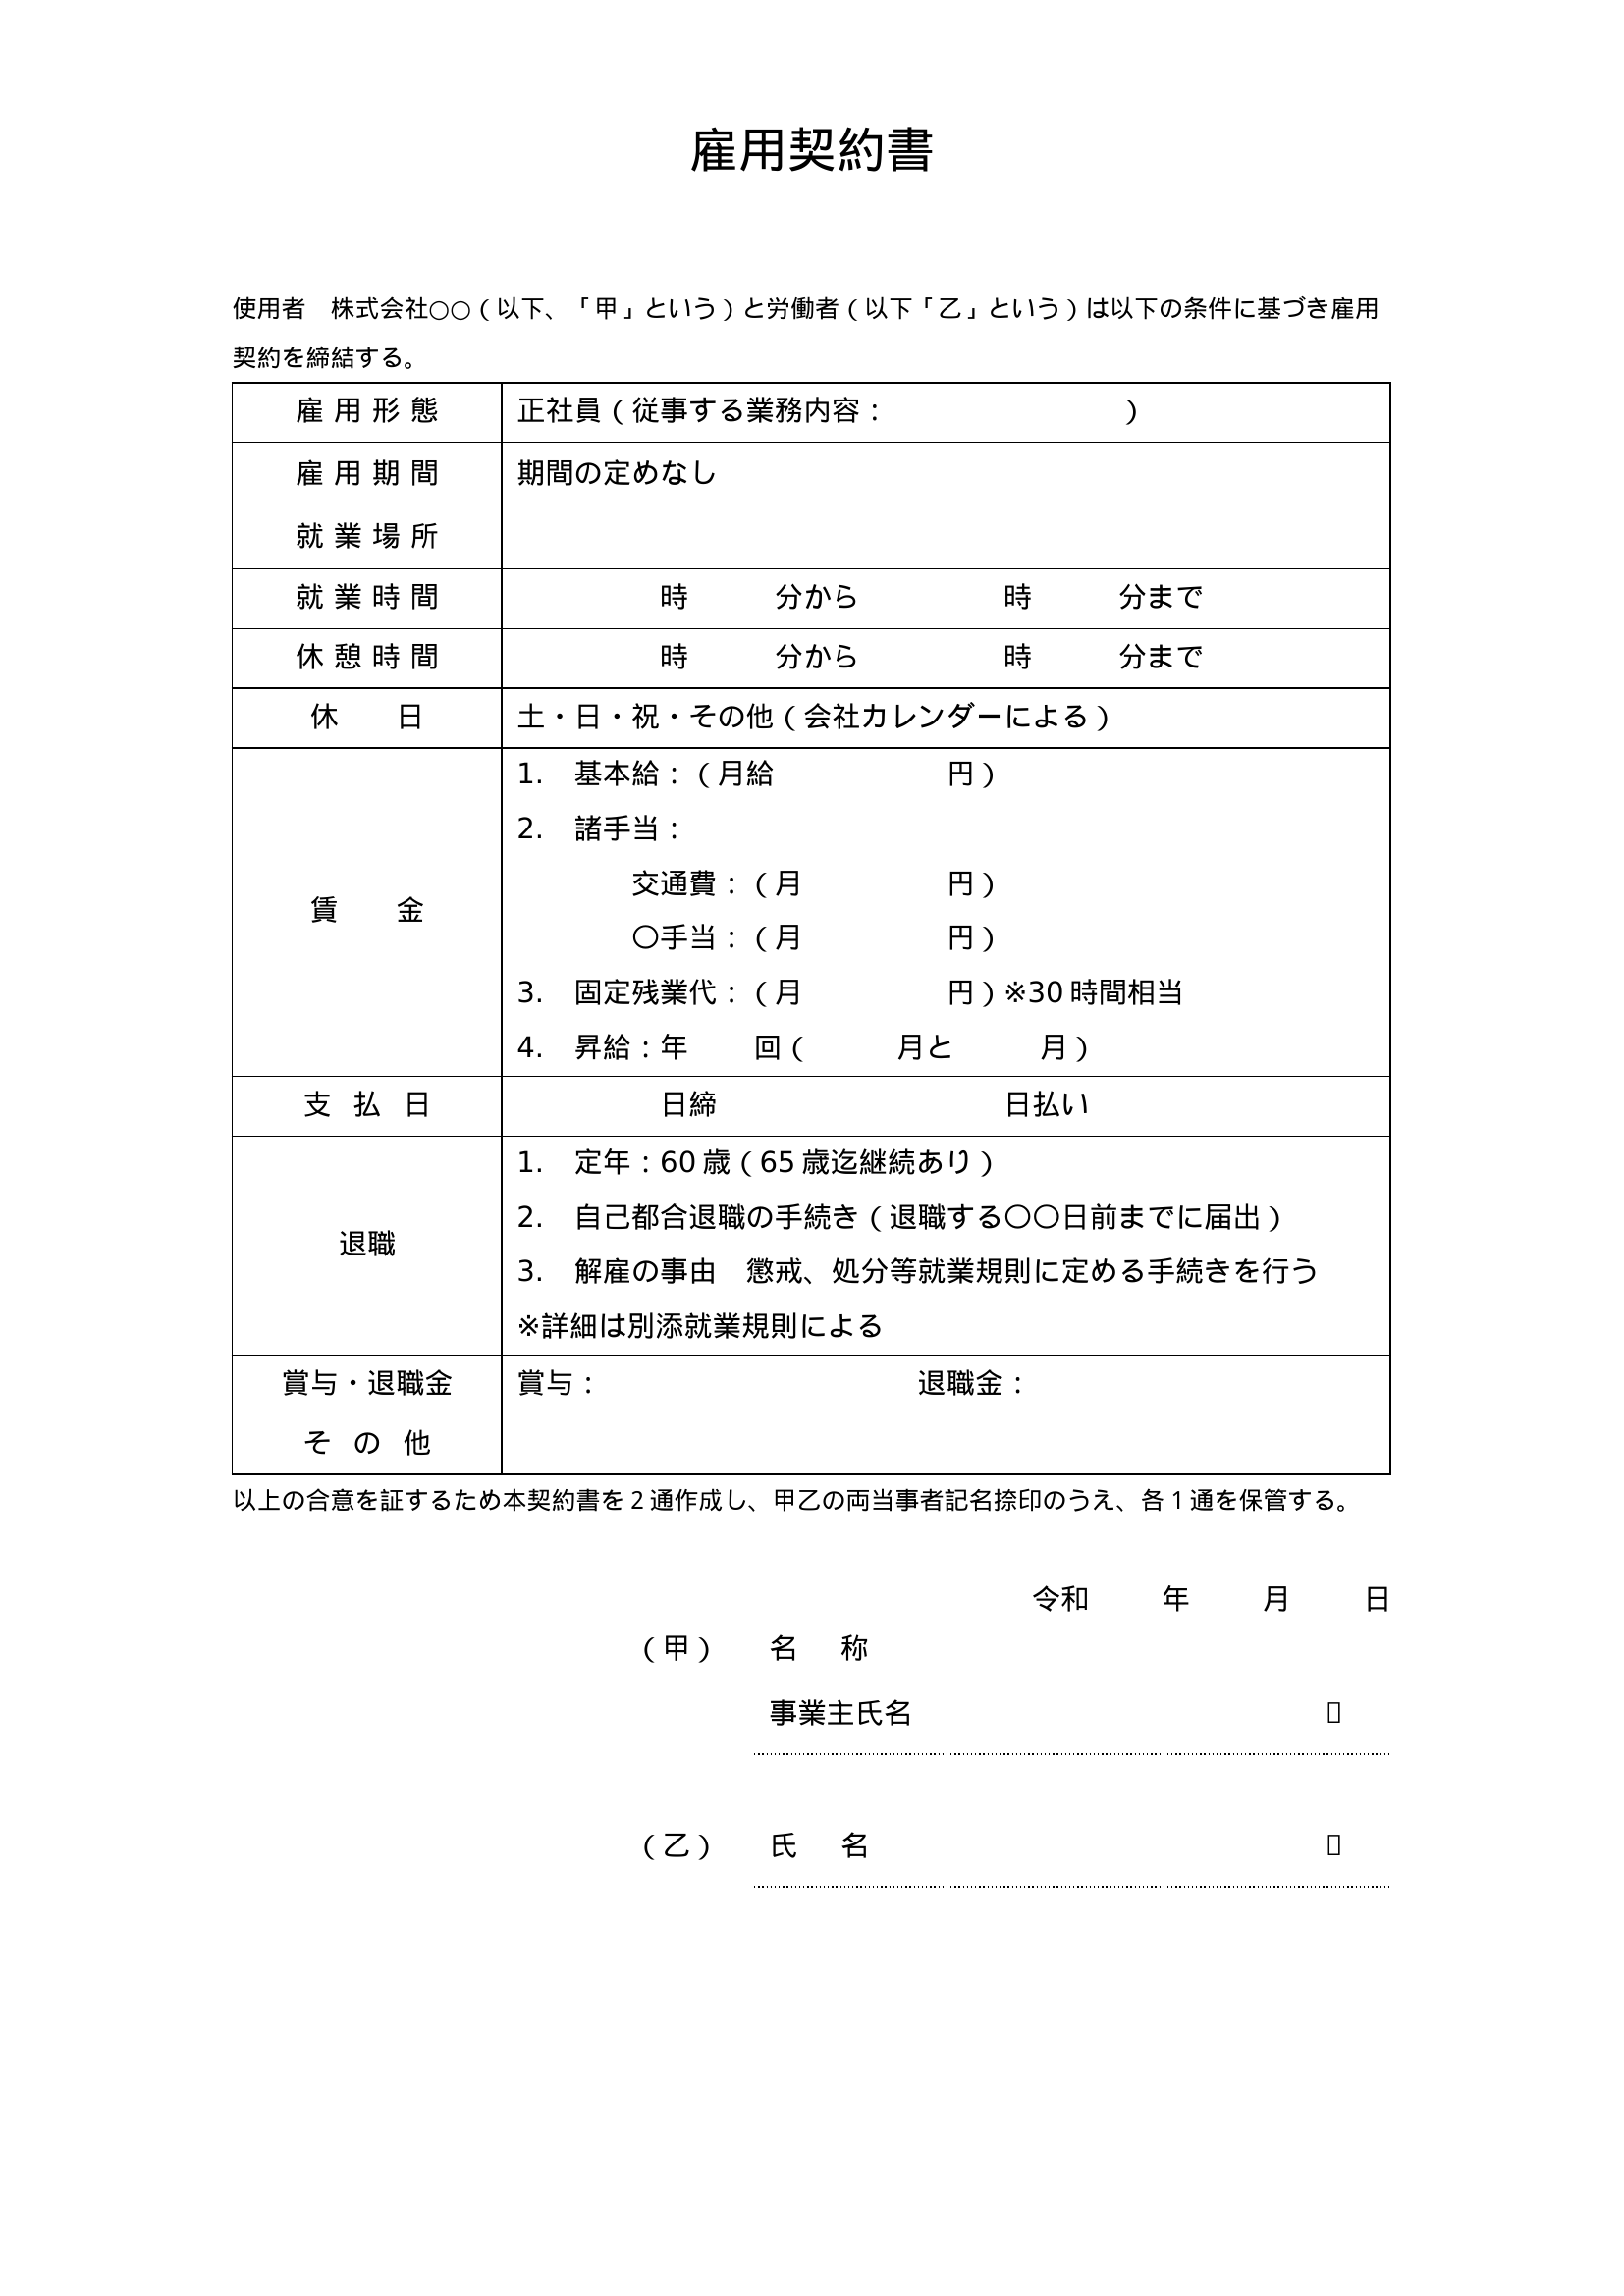 雇用契約書
使用者　株式会社○○（以下、「甲」という）と労働者（以下「乙」という）は以下の条件に基づき雇用
契約を締結する。
雇用形態　正社員（従事する業務内容：　　　　　　　　）
雇用期間　期間の定めなし
就業場所
就業時間　　　時　　　分から　　　　　時　　　分まで
休憩時間　　　時　　　分から　　　　　時　　　分まで
休　　日　土・日・祝・その他（会社カレンダーによる）
賃　　金
1.　基本給：（月給　　　　　　円）
2.　諸手当：
交通費：（月　　　　　円）
〇手当：（月　　　　　円）
3.　固定残業代：（月　　　　　円）※30時間相当
4.　昇給：年　　回（　　　月と　　　月）
支払日　　　日締　　　　　　　　　　日払い
退職
1.　定年：60歳（65歳迄継続あり）
2.　自己都合退職の手続き（退職する〇〇日前までに届出）
3.　解雇の事由　懲戒、処分等就業規則に定める手続きを行う
※詳細は別添就業規則による
賞与・退職金　賞与：　　　　　　　　　　　退職金：
その他
以上の合意を証するため本契約書を2通作成し、甲乙の両当事者記名捺印のうえ、各1通を保管する。
令和　　年　　月　　日
（甲）　名　称
事業主氏名
（乙）　氏　名